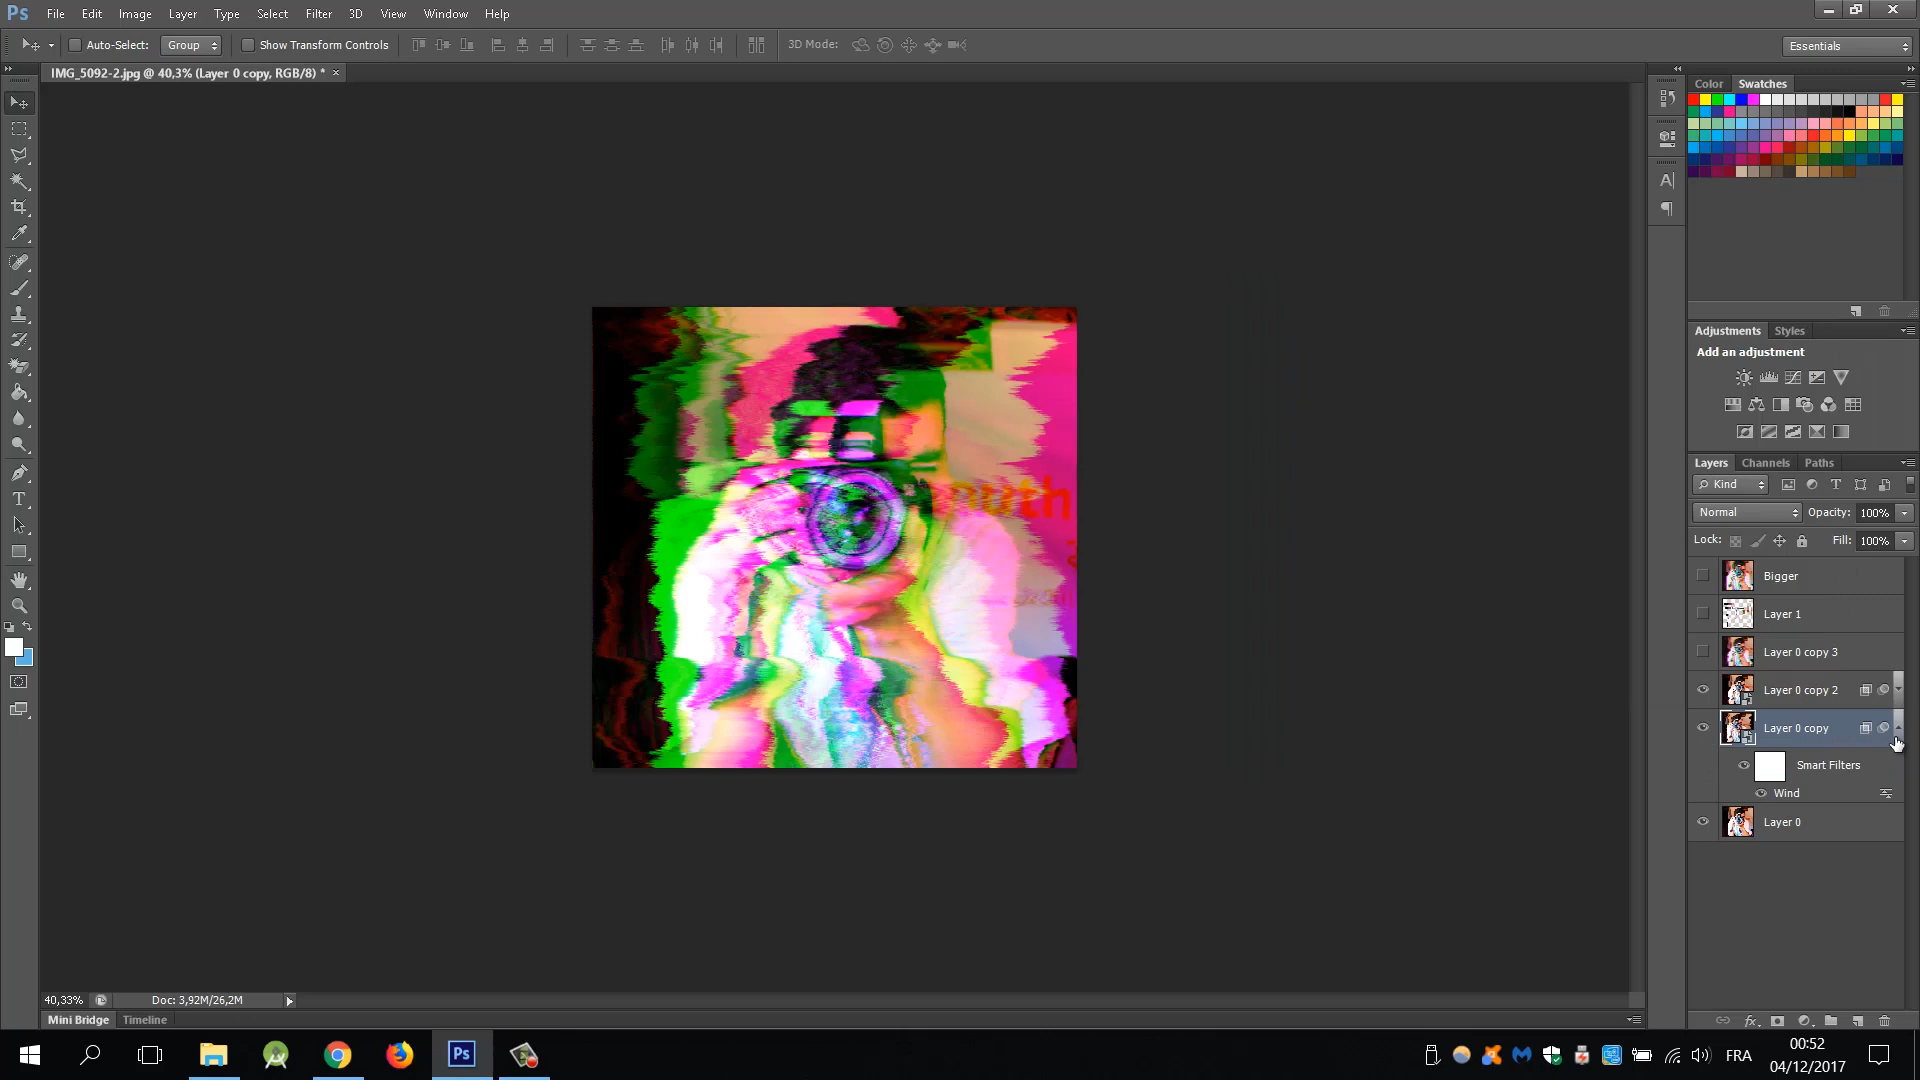 Ps File Edit Image Layer Type Select Filter 3D View Window Help
Auto-Select: Group Show Transform Controls 3D Mode: Essentials
IMG_5092-2.jpg @ 40,3% (Layer 0 copy, RGB/8) * ×
Color Swatches
Adjustments Styles
Add an adjustment
Layers Channels Paths
Kind
Normal Opacity: 100%
Lock: Fill: 100%
Bigger
Layer 1
Layer 0 copy 3
Layer 0 copy 2
Layer 0 copy
Smart Filters
Wind
Layer 0
fx
40,33% Doc: 3,92M/26,2M
Mini Bridge Timeline
Ps
FRA
00:52
04/12/2017